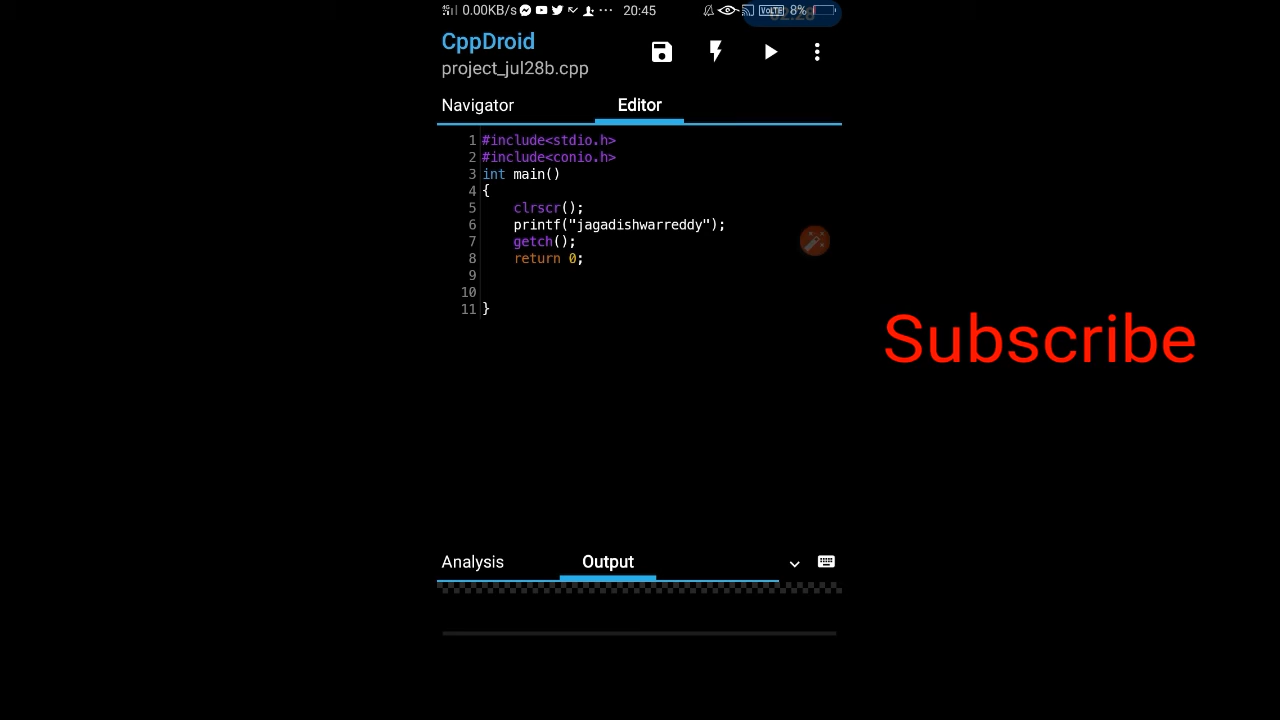 0.00KB/s 20:45 VoLTE 8%
CppDroid
project_jul28b.cpp
Navigator Editor
1 #include<stdio.h>
2 #include<conio.h>
3 int main()
4 {
5 clrscr();
6 printf("jagadishwarreddy");
7 getch();
8 return 0;
9
10
11 }
Subscribe
Analysis Output